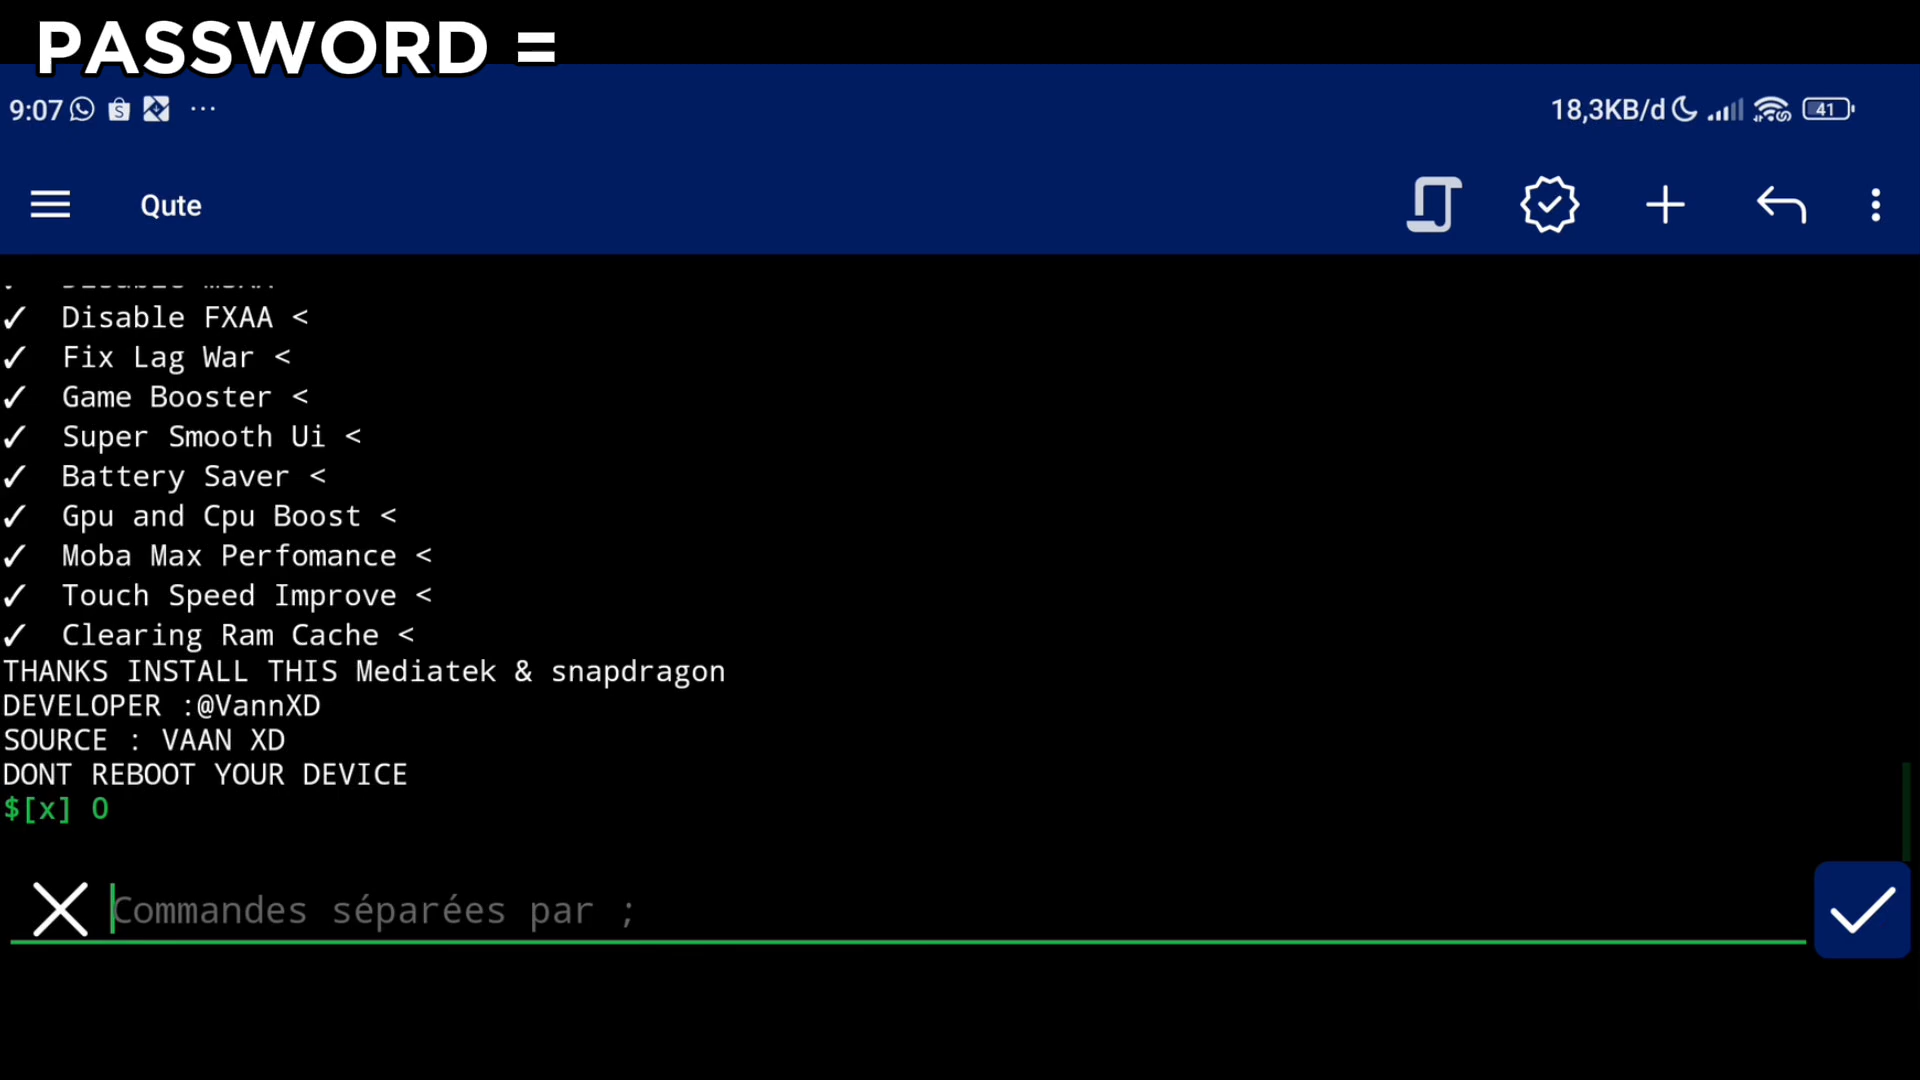 PASSWORD =
9:07 ... 18,3KB/d 41
Qute
✓ Disable FXAA <
✓ Fix Lag War <
✓ Game Booster <
✓ Super Smooth Ui <
✓ Battery Saver <
✓ Gpu and Cpu Boost <
✓ Moba Max Perfomance <
✓ Touch Speed Improve <
✓ Clearing Ram Cache <
THANKS INSTALL THIS Mediatek & snapdragon
DEVELOPER :@VannXD
SOURCE : VAAN XD
DONT REBOOT YOUR DEVICE
$[x] 0
Commandes séparées par ;